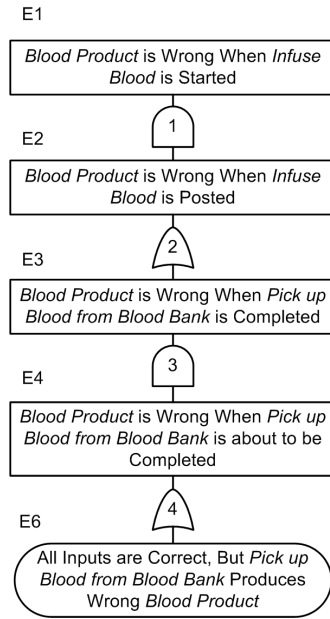 E1
Blood Product is Wrong When Infuse
Blood is Started
1
E2
Blood Product is Wrong When Infuse
Blood is Posted
2
E3
Blood Product is Wrong When Pick up
Blood from Blood Bank is Completed
3
E4
Blood Product is Wrong When Pick up
Blood from Blood Bank is about to be
Completed
4
E6
All Inputs are Correct, But Pick up
Blood from Blood Bank Produces
Wrong Blood Product